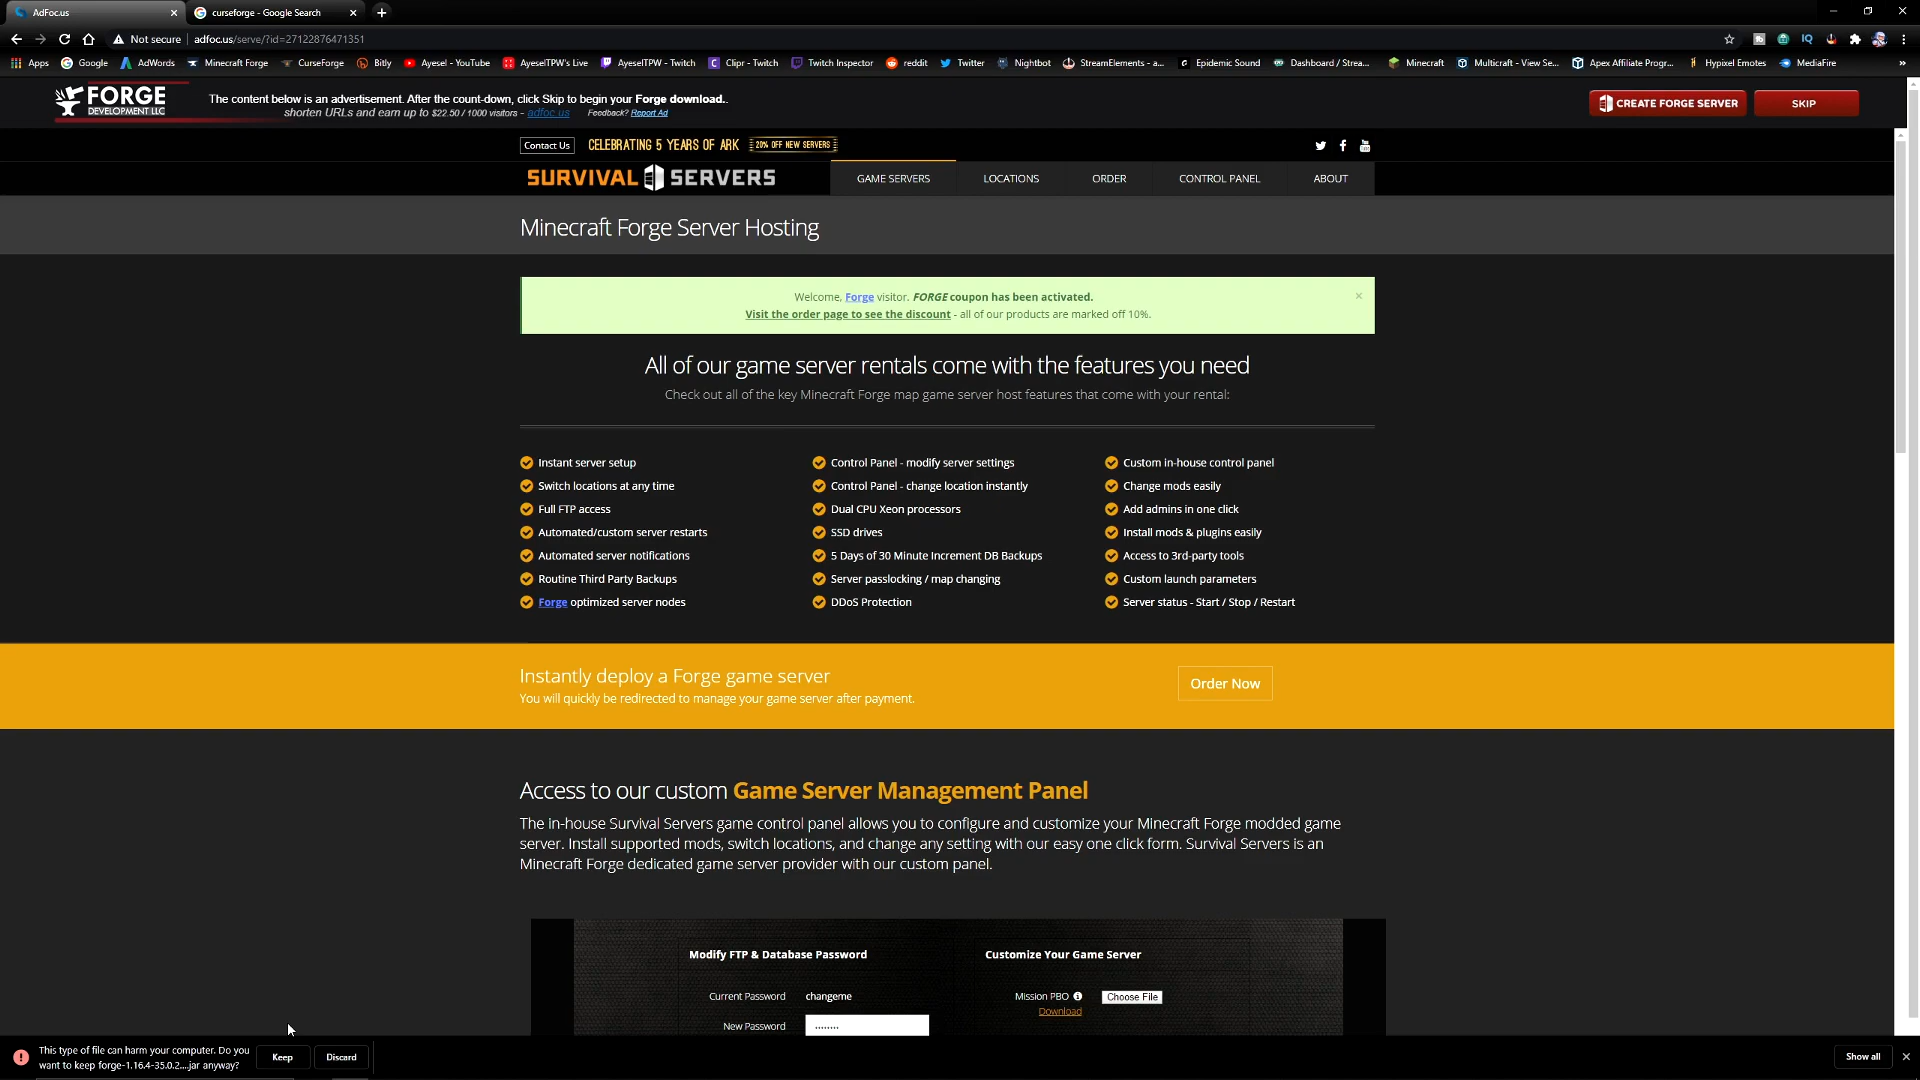 AdFoc.us
curseforge - Google Search
Not secure
adfoc.us/serve/?id=27122876471351
Apps
Google
AdWords
Minecraft Forge
CurseForge
Bitly
Ayesel - YouTube
AyeselTPW's Live
AyeselTPW - Twitch
Clipr - Twitch
Twitch Inspector
reddit
Twitter
Nightbot
StreamElements - a...
Epidemic Sound
Dashboard / Strea...
Minecraft
Multicraft - View Se...
Apex Affiliate Progr...
Hypixel Emotes
MediaFire
FORGE
DEVELOPMENT LLC
The content below is an advertisement. After the count-down, click Skip to begin your Forge download..
shorten URLs and earn up to $22.50 / 1000 visitors - adfoc.us Feedback? Report Ad
CREATE FORGE SERVER
SKIP
Contact Us
CELEBRATING 5 YEARS OF ARK
20% OFF NEW SERVERS
SURVIVAL SERVERS
GAME SERVERS
LOCATIONS
ORDER
CONTROL PANEL
ABOUT
Minecraft Forge Server Hosting
Welcome, Forge visitor. FORGE coupon has been activated.
Visit the order page to see the discount - all of our products are marked off 10%.
All of our game server rentals come with the features you need
Check out all of the key Minecraft Forge map game server host features that come with your rental:
Instant server setup
Switch locations at any time
Full FTP access
Automated/custom server restarts
Automated server notifications
Routine Third Party Backups
Forge optimized server nodes
Control Panel - modify server settings
Control Panel - change location instantly
Dual CPU Xeon processors
SSD drives
5 Days of 30 Minute Increment DB Backups
Server passlocking / map changing
DDoS Protection
Custom in-house control panel
Change mods easily
Add admins in one click
Install mods & plugins easily
Access to 3rd-party tools
Custom launch parameters
Server status - Start / Stop / Restart
Instantly deploy a Forge game server
You will quickly be redirected to manage your game server after payment.
Order Now
Access to our custom Game Server Management Panel
The in-house Survival Servers game control panel allows you to configure and customize your Minecraft Forge modded game
server. Install supported mods, switch locations, and change any setting with our easy one click form. Survival Servers is an
Minecraft Forge dedicated game server provider with our custom panel.
Modify FTP & Database Password
Current Password changeme
New Password ........
Customize Your Game Server
Mission PBO Choose File
Download
This type of file can harm your computer. Do you
want to keep forge-1.16.4-35.0.2....jar anyway?
Keep
Discard
Show all